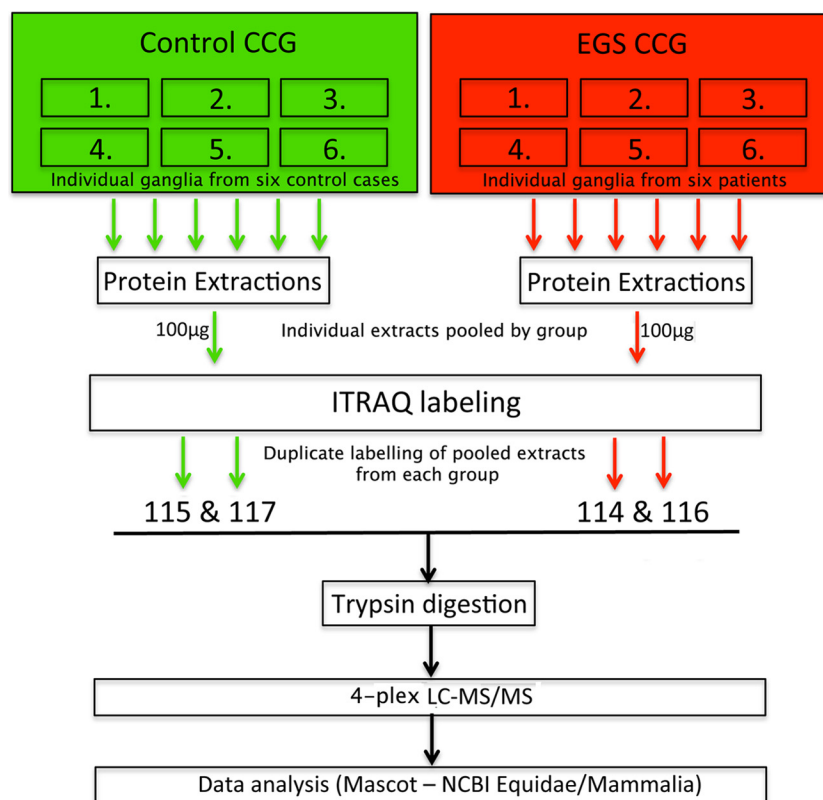 Control CCG
1. 2. 3.
4. 5. 6.
Individual ganglia from six control cases
EGS CCG
1. 2. 3.
4. 5. 6.
Individual ganglia from six patients
Protein Extractions
Protein Extractions
100µg
Individual extracts pooled by group
100µg
ITRAQ labeling
Duplicate labelling of pooled extracts
from each group
115 & 117
114 & 116
Trypsin digestion
4-plex LC-MS/MS
Data analysis (Mascot – NCBI Equidae/Mammalia)